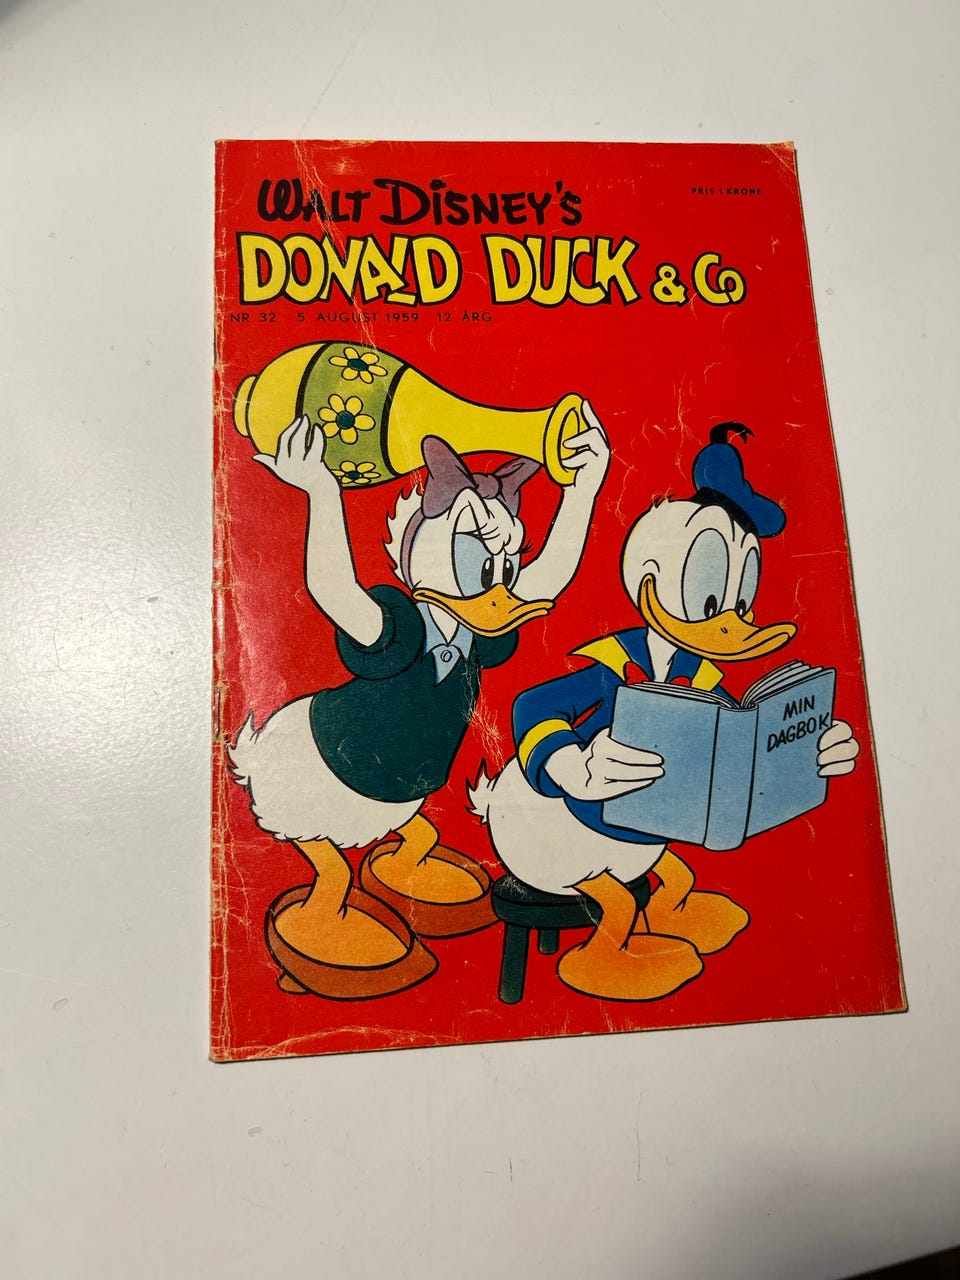 WALT DISNEY'S
PRIS 1 KRONE
DONALD DUCK & Co
NR 32 - 5 AUGUST 1959 12 ÅRG
MIN
DAGBOK